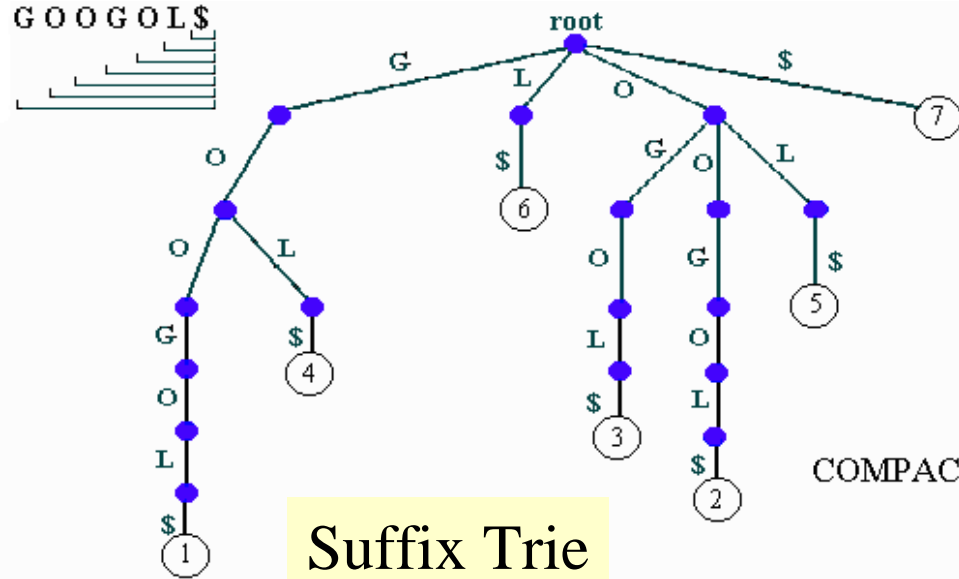 GOOGOL$
root
G L O $
7
O $ G O L
6
O L O G $
5
G $ L O
4
O $ L
3
L $
2
COMPAC
$
1
Suffix Trie